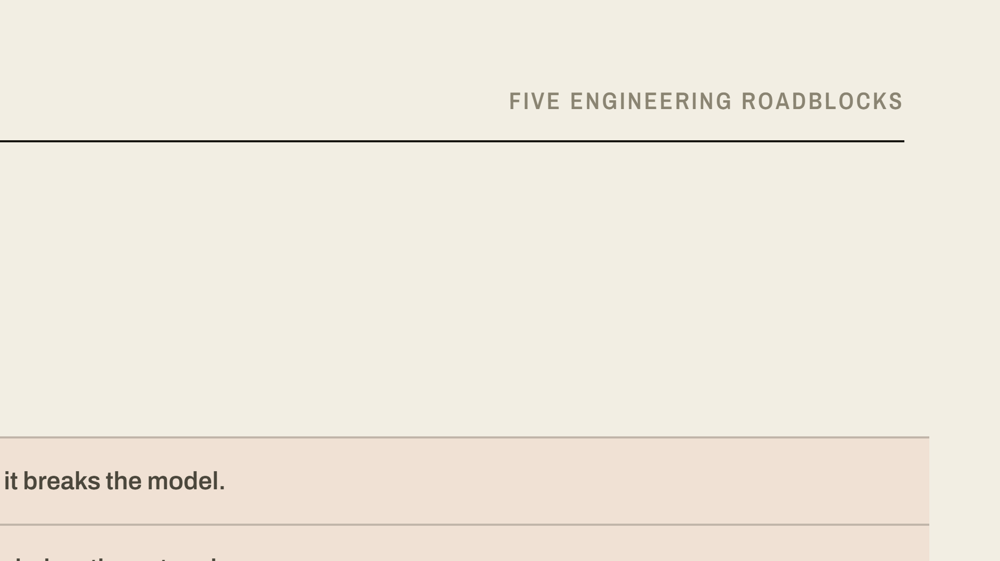 FIVE ENGINEERING ROADBLOCKS
it breaks the model.